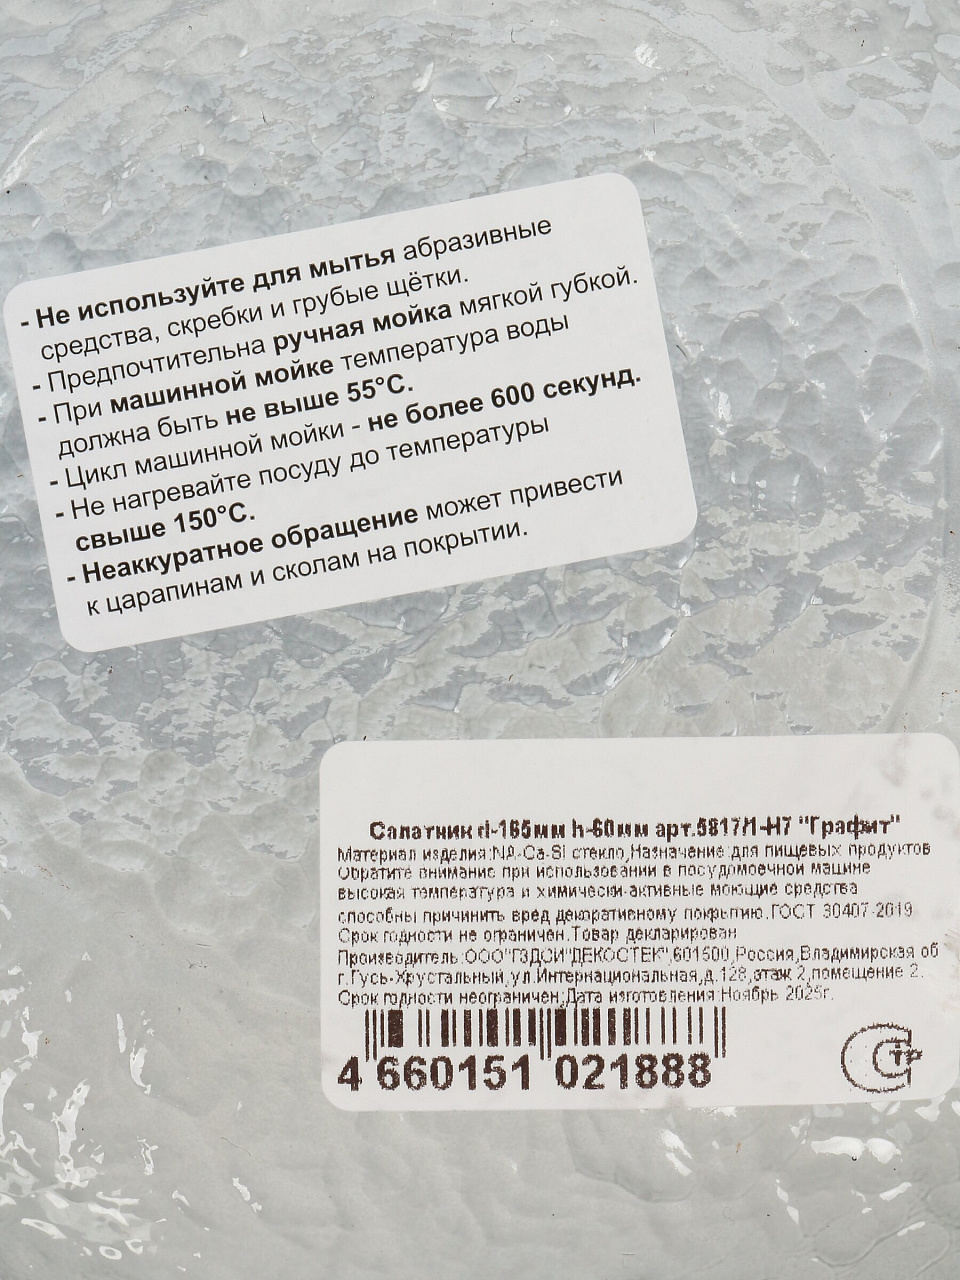 - Не используйте для мытья абразивные
средства, скребки и грубые щётки.
- Предпочтительна ручная мойка мягкой губкой.
- При машинной мойке температура воды
должна быть не выше 55°С.
- Цикл машинной мойки - не более 600 секунд.
- Не нагревайте посуду до температуры
свыше 150°С.
- Неаккуратное обращение может привести
к царапинам и сколам на покрытии.
Салатник d-165мм h-60мм арт.5817/1-Н7 "Графит"
Материал изделия:NA-Ca-Si стекло,Назначение:для пищевых продуктов
Обратите внимание при использовании в посудомоечной машине
высокая температура и химически-активные моющие средства
способны причинить вред декоративному покрытию.ГОСТ 30407-2019
Срок годности не ограничен.Товар декларирован
Производитель:ООО"ГЗДСИ"ДЕКОСТЕК",601500,Россия,Владимирская об
г.Гусь-Хрустальный,ул.Интернациональная,д.128,этаж 2,помещение 2.
Срок годности неограничен;Дата изготовления:Ноябрь 2025г.
4 660151 021888
СТР